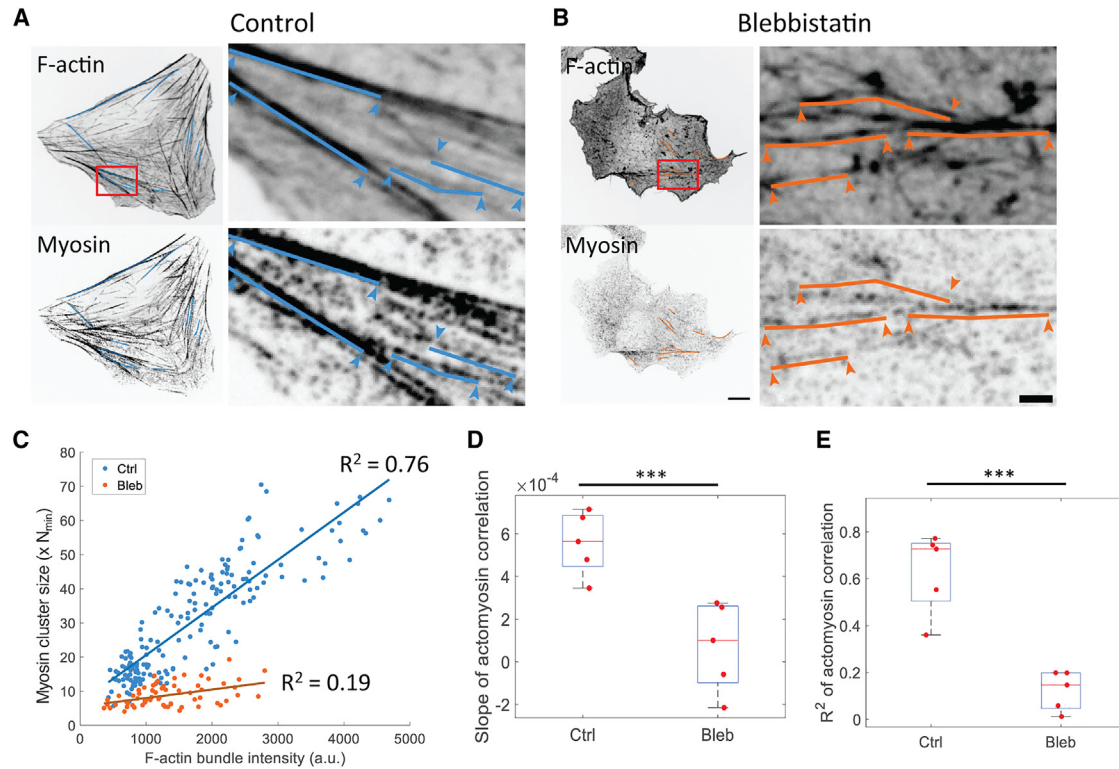 A
Control
B
Blebbistatin
F-actin
F-actin
Myosin
Myosin
C
Myosin cluster size (x Nmin)
80
70
60
50
40
30
20
10
0
Ctrl
Bleb
R² = 0.76
R² = 0.19
0
1000
2000
3000
4000
5000
F-actin bundle intensity (a.u.)
D
Slope of actomyosin correlation
×10⁻⁴
6
4
2
0
-2
***
Ctrl
Bleb
E
R² of actomyosin correlation
0.8
0.6
0.4
0.2
0
***
Ctrl
Bleb